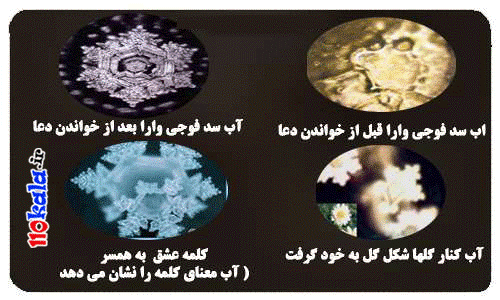 اب سد فوجی وارا قبل از خواندن دعا
آب سد فوجی وارا بعد از خواندن دعا
آب کنار گلها شکل گل به خود گرفت
کلمه عشق به همسر
( آب معنای کلمه را نشان می دهد
110kala.ir